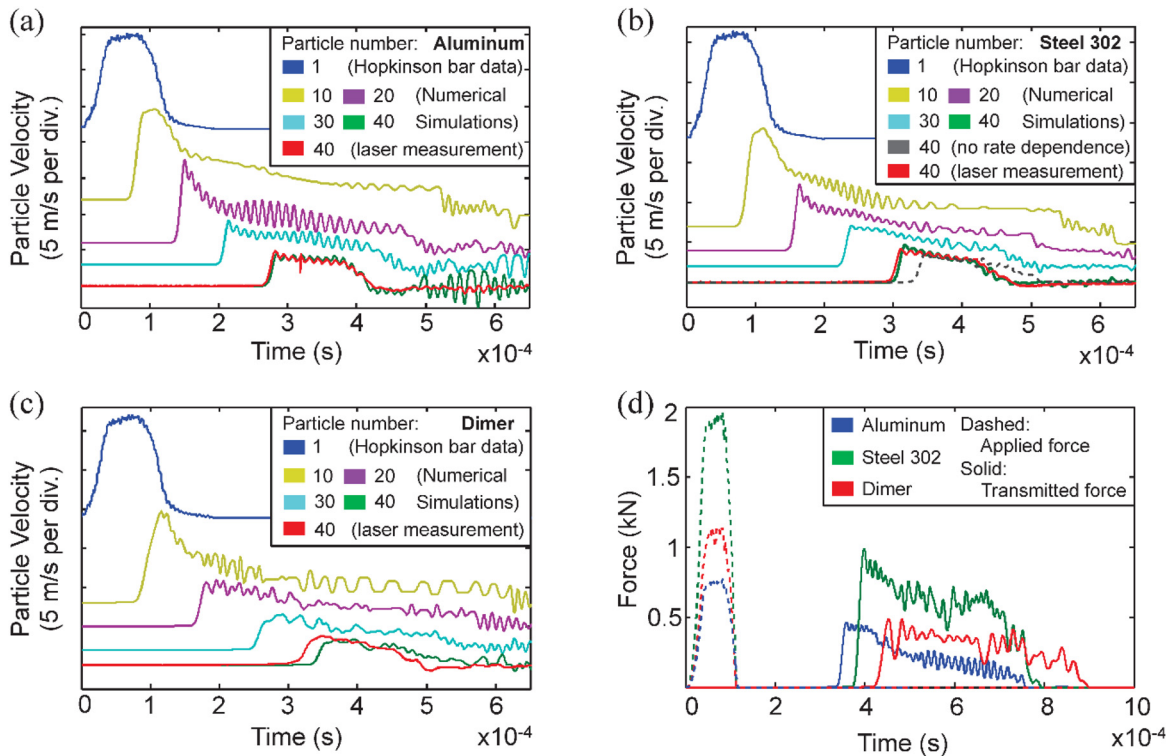 (a)
Particle number: Aluminum
1 (Hopkinson bar data)
10 20 (Numerical
30 40 Simulations)
40 (laser measurement)
Particle Velocity
(5 m/s per div.)
0 1 2 3 4 5 6
Time (s)
x10-4
(b)
Particle number: Steel 302
1 (Hopkinson bar data)
10 20 (Numerical
30 40 Simulations)
40 (no rate dependence)
40 (laser measurement)
Particle Velocity
(5 m/s per div.)
0 1 2 3 4 5 6
Time (s)
x10-4
(c)
Particle number: Dimer
1 (Hopkinson bar data)
10 20 (Numerical
30 40 Simulations)
40 (laser measurement)
Particle Velocity
(5 m/s per div.)
0 1 2 3 4 5 6
Time (s)
x10-4
(d)
Aluminum Dashed:
Applied force
Steel 302 Solid:
Dimer Transmitted force
Force (kN)
2
1.5
1
0.5
0 2 4 6 8 10
Time (s)
x10-4